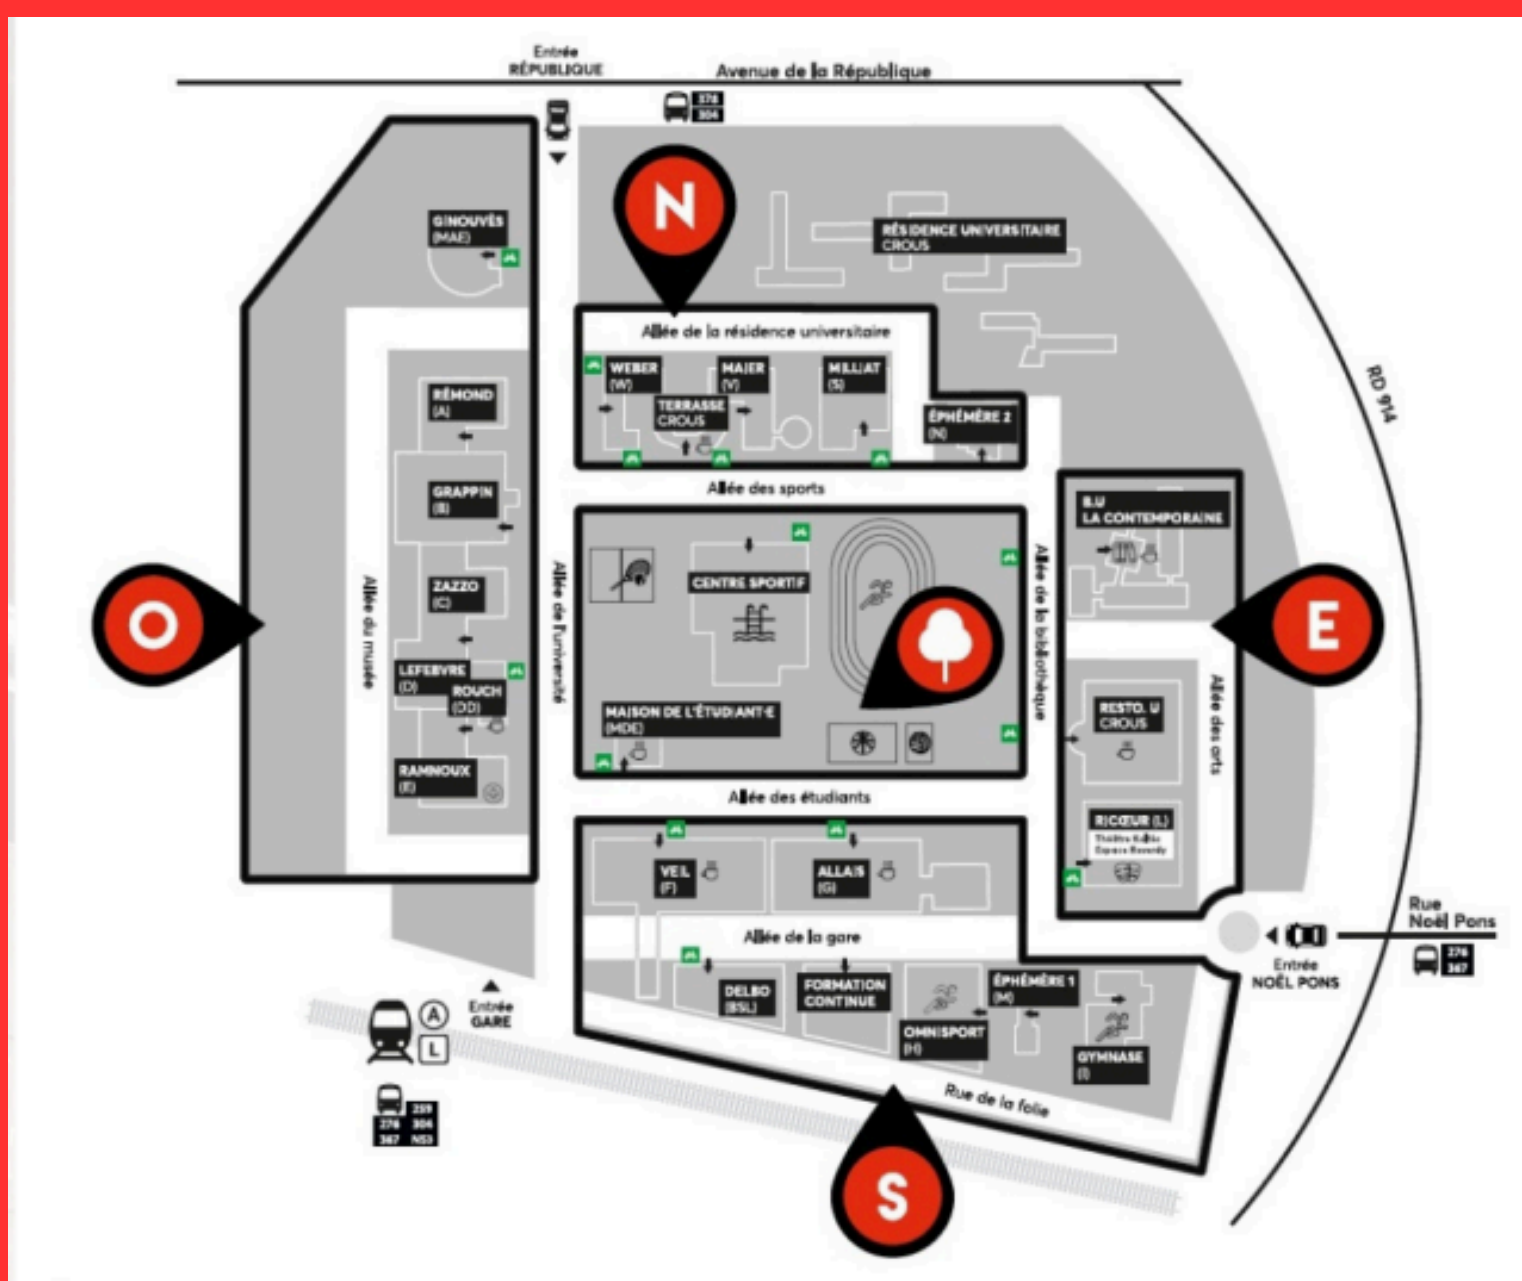 Entrée
RÉPUBLIQUE
Avenue de la République
378
304
N
GINOUVÈS
(MAE)
RÉSIDENCE UNIVERSITAIRE
CROUS
Allée de la résidence universitaire
WEBER
(W)
MAIER
(V)
MILLIAT
(S)
TERRASSE
CROUS
ÉPHÉMÈRE 2
(N)
RD 914
RÉMOND
(A)
GRAPPIN
(B)
Allée des sports
B.U
LA CONTEMPORAINE
ZAZZO
(C)
CENTRE SPORTIF
Allée du musée
Allée de l'université
Allée de la bibliothèque
O
E
LEFEBVRE
(D)
ROUCH
(DD)
MAISON DE L'ÉTUDIANT·E
(MDE)
RESTO. U
CROUS
Allée des arts
RAMNOUX
(E)
Allée des étudiants
RICŒUR (L)
VEIL
(F)
ALLAIS
(G)
Allée de la gare
Rue
Noël Pons
276
367
Entrée
NOËL PONS
DELBO
(BSL)
FORMATION
CONTINUE
ÉPHÉMÈRE 1
(M)
OMNISPORT
(H)
GYMNASE
(I)
Entrée
GARE
A
L
Rue de la folie
259
276 304
367 N53
S